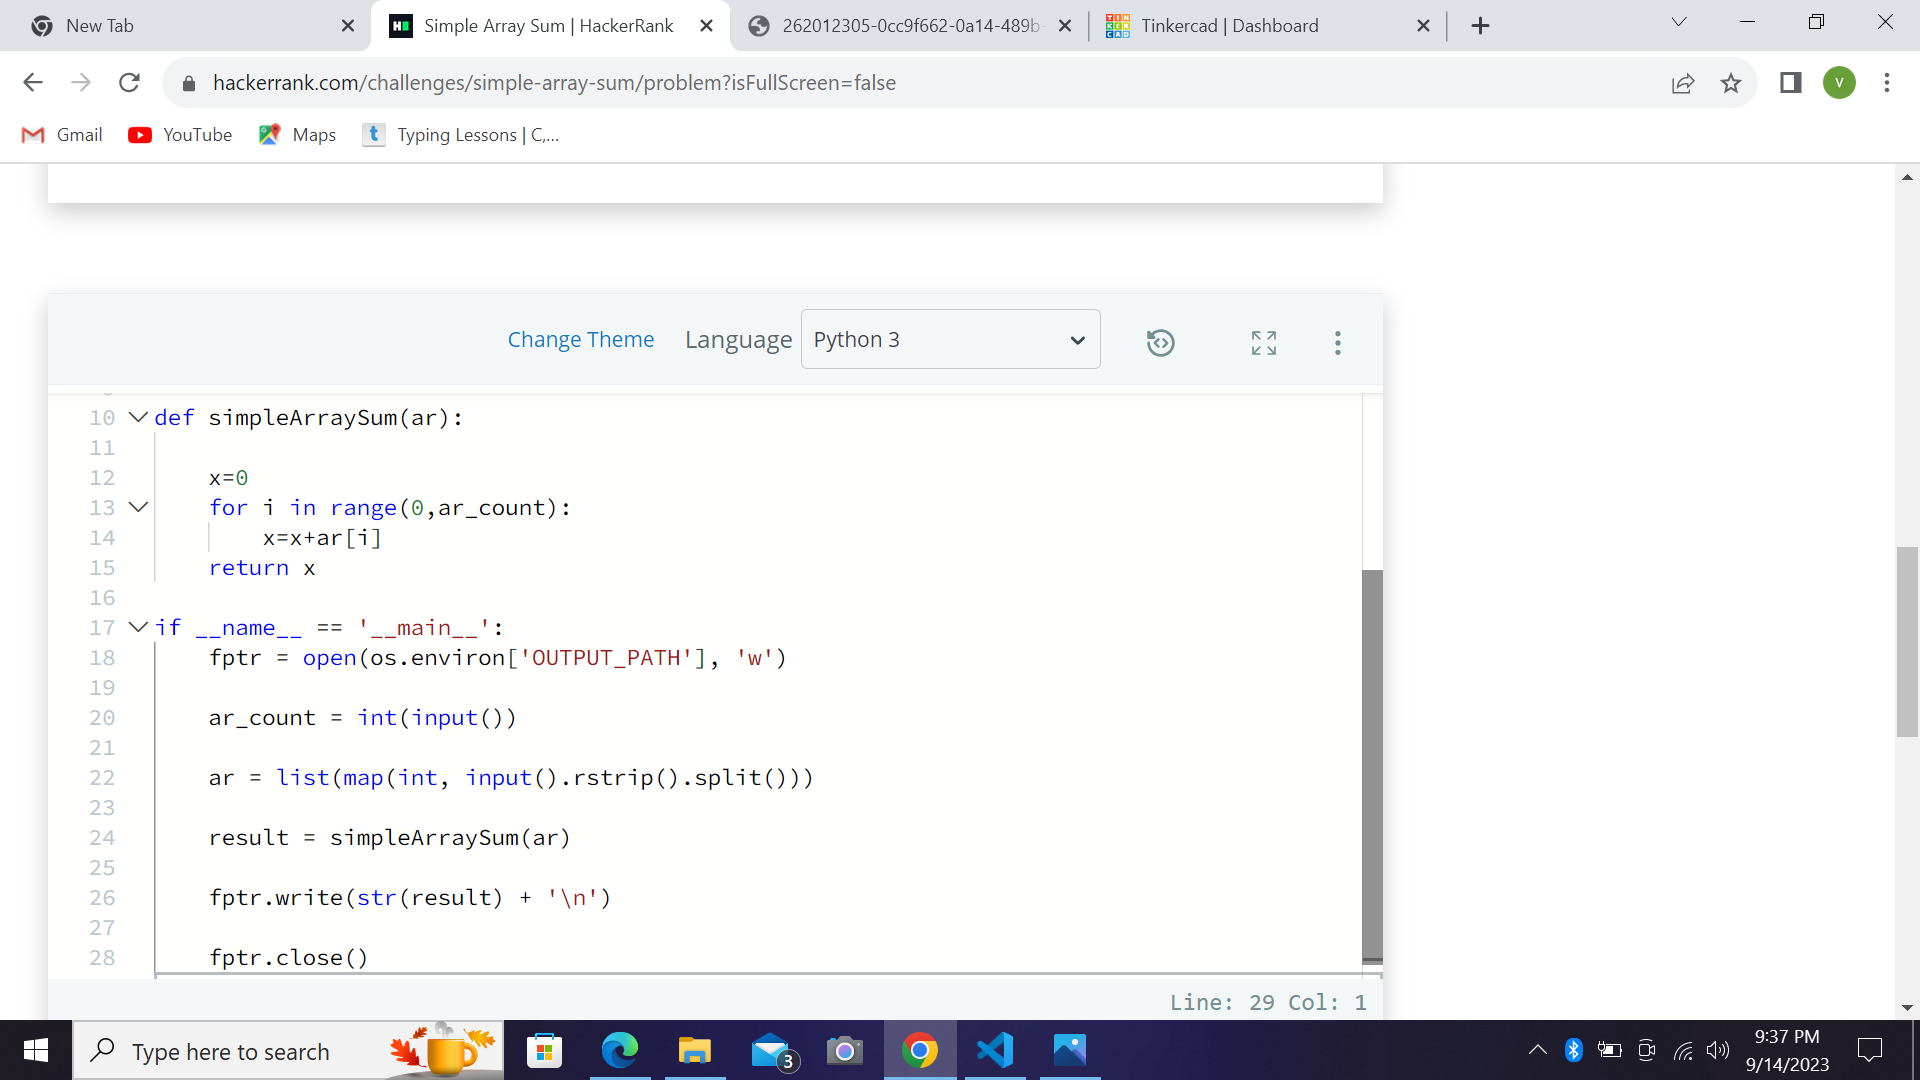 New Tab
Simple Array Sum | HackerRank
262012305-0cc9f662-0a14-489b-
Tinkercad | Dashboard
hackerrank.com/challenges/simple-array-sum/problem?isFullScreen=false
V
Gmail
YouTube
Maps
t
Typing Lessons | C,...
Change Theme
Language
Python 3
10 def simpleArraySum(ar):
11
12 x=0
13 for i in range(0,ar_count):
14 x=x+ar[i]
15 return x
16
17 if __name__ == '__main__':
18 fptr = open(os.environ['OUTPUT_PATH'], 'w')
19
20 ar_count = int(input())
21
22 ar = list(map(int, input().rstrip().split()))
23
24 result = simpleArraySum(ar)
25
26 fptr.write(str(result) + '\n')
27
28 fptr.close()
Line: 29 Col: 1
Type here to search
3
9:37 PM
9/14/2023